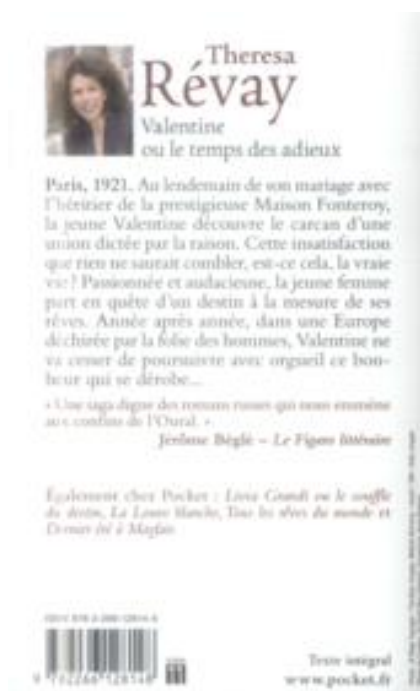 Theresa
Révay
Valentine
ou le temps des adieux
Paris, 1921. Au lendemain de son mariage avec
l'héritier de la prestigieuse Maison Fonteroy,
la jeune Valentine découvre le carcan d'une
union dictée par la raison. Cette insatisfaction
que rien ne saurait combler, est-ce cela, la vraie
vie ? Passionnée et audacieuse, la jeune femme
part en quête d'un destin à la mesure de ses
rêves. Année après année, dans une Europe
déchirée par la folie des hommes, Valentine ne
va cesser de poursuivre avec orgueil ce bon-
heur qui se dérobe...
« Une saga digne des romans russes qui nous emmène
aux confins de l'Oural. »
Jérôme Béglé – Le Figaro littéraire
Également chez Pocket : Livia Grandi ou le souffle
du destin, La Louve blanche, Tous les rêves du monde et
Dernier été à Mayfair
9 782266 128148
Texte intégral
www.pocket.fr